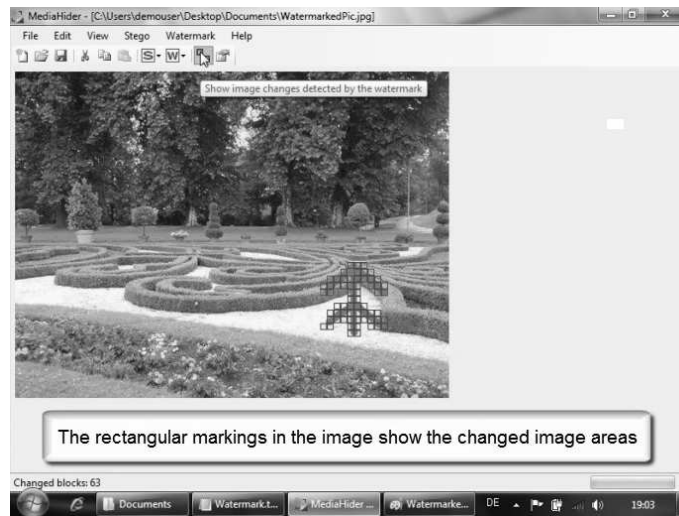 MediaHider - [C:\Users\demouser\Desktop\Documents\WatermarkedPic.jpg]
File Edit View Stego Watermark Help
S W
Show image changes detected by the watermark
The rectangular markings in the image show the changed image areas
Changed blocks: 63
Documents Watermark.t... MediaHider ... Watermarke... DE 19:03